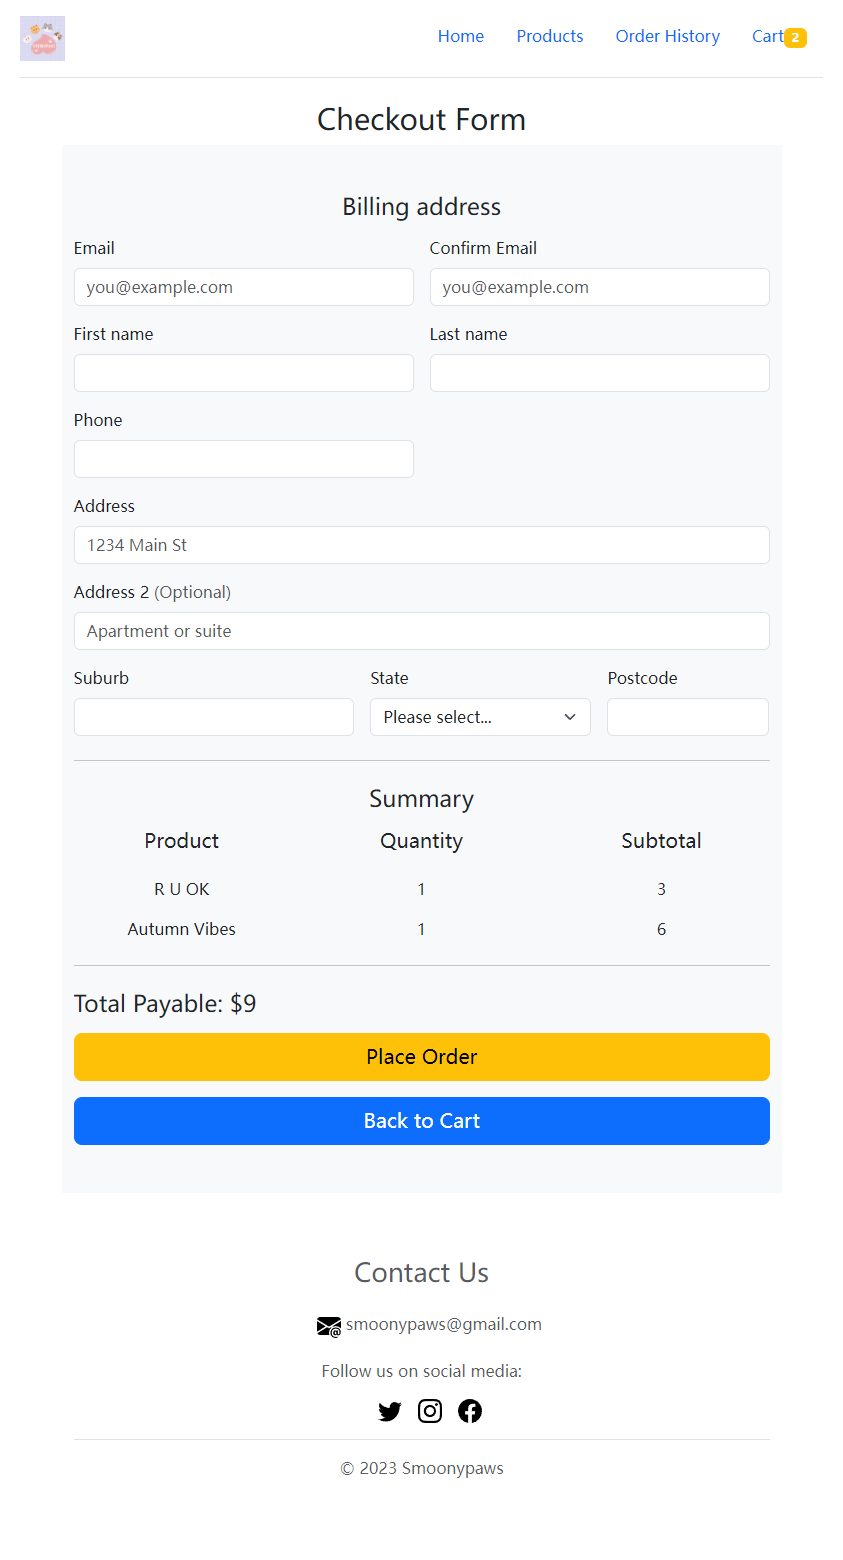 Home Products Order History Cart 2
Checkout Form
Billing address
Email Confirm Email
you@example.com you@example.com
First name Last name
Phone
Address
1234 Main St
Address 2 (Optional)
Apartment or suite
Suburb State Postcode
Please select...
Summary
Product Quantity Subtotal
R U OK 1 3
Autumn Vibes 1 6
Total Payable: $9
Place Order
Back to Cart
Contact Us
smoonypaws@gmail.com
Follow us on social media:
© 2023 Smoonypaws